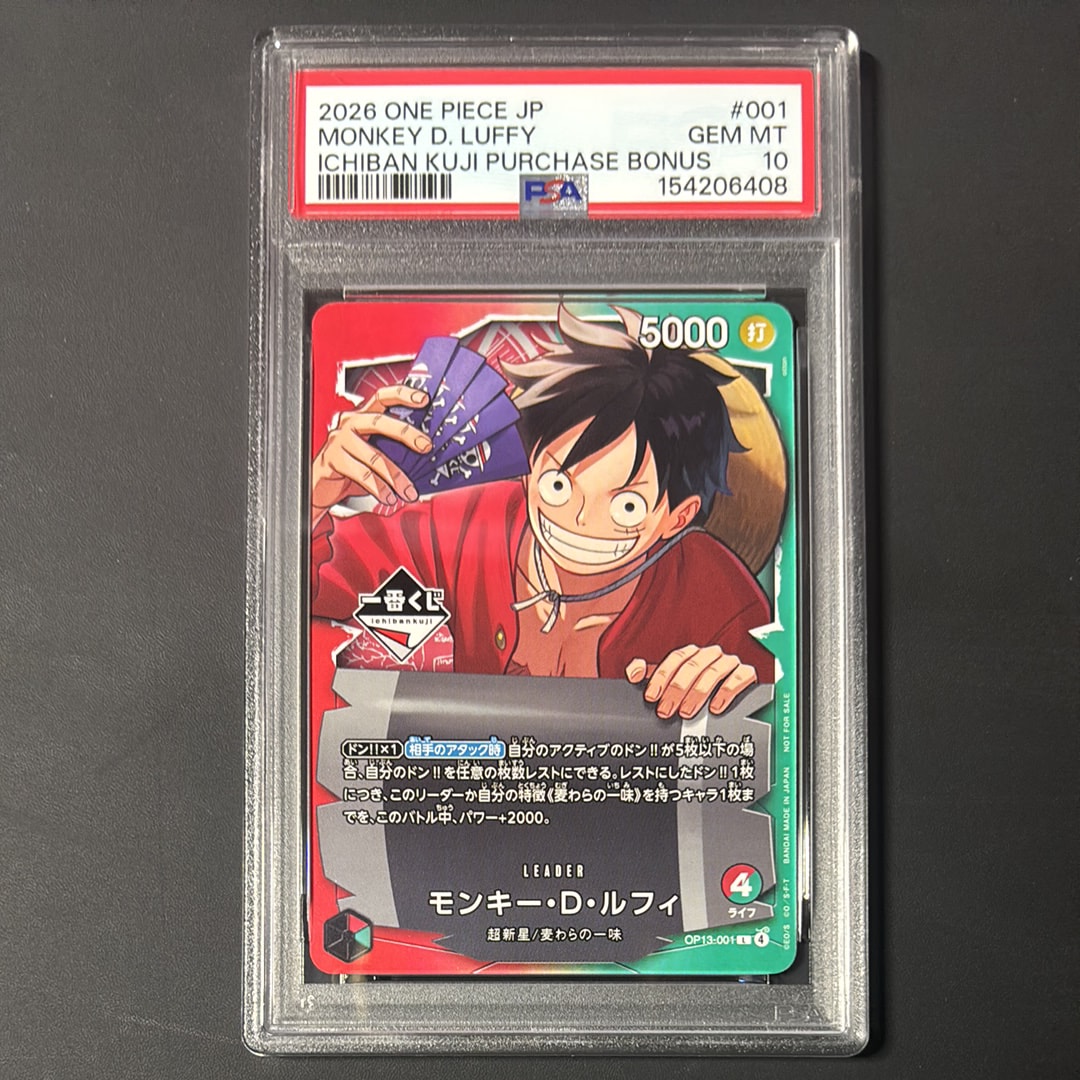 2026 ONE PIECE JP #001
MONKEY D. LUFFY GEM MT
ICHIBAN KUJI PURCHASE BONUS 10
PSA 154206408
5000 打
一番くじ
ichibankuji
ドン!!×1 相手のアタック時 自分のアクティブのドン!!が5枚以下の場
合、自分のドン!!を任意の枚数レストにできる。レストにしたドン!!1枚
につき、このリーダーか自分の特徴《麦わらの一味》を持つキャラ1枚ま
でを、このバトル中、パワー+2000。
LEADER
4
モンキー・D・ルフィ
ライフ
超新星/麦わらの一味
OP13-001 L 4
©EO/S ©O/S・F・T BANDAI MADE IN JAPAN NOT FOR SALE